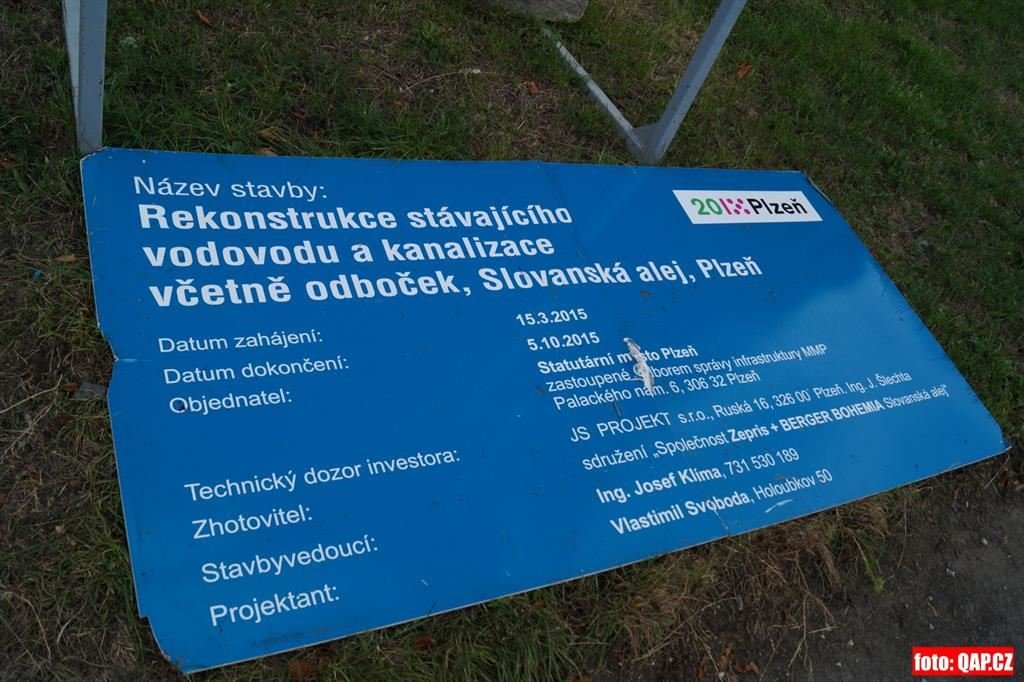 Název stavby:
Rekonstrukce stávajícího
vodovodu a kanalizace
včetně odboček, Slovanská alej, Plzeň
Datum zahájení: 15.3.2015
Datum dokončení: 5.10.2015
Objednatel: Statutární město Plzeň
zastoupené Odborem správy infrastruktury MMP
Palackého nám. 6, 306 32 Plzeň
Technický dozor investora: JS PROJEKT s.r.o., Ruská 16, 326 00 Plzeň. Ing. J. Šlechta
Zhotovitel: sdružení „Společnost Zepris + BERGER BOHEMIA Slovanská alej"
Stavbyvedoucí: Ing. Josef Klíma, 731 530 189
Projektant: Vlastimil Svoboda, Holoubkov 50
Plzeň
foto: QAP.CZ